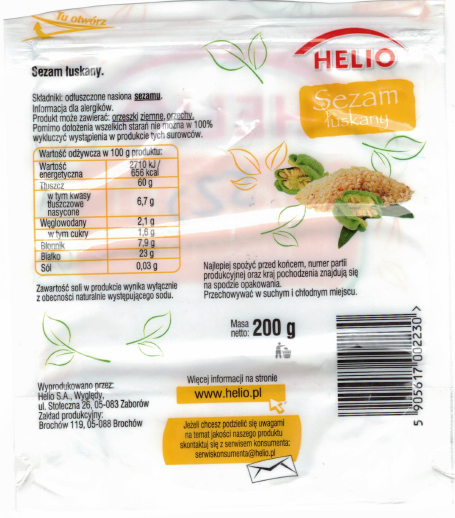 Tu otwórz
HELIO
Sezam
łuskany
Sezam łuskany.
Składniki: odtłuszczone nasiona sezamu.
Informacja dla alergików.
Produkt może zawierać: orzeszki ziemne, orzechy.
Pomimo dołożenia wszelkich starań nie można w 100%
wykluczyć wystąpienia w produkcie tych surowców.
Wartość odżywcza w 100 g produktu:
Wartość energetyczna 2710 kJ / 656 kcal
Tłuszcz 60 g
w tym kwasy tłuszczowe nasycone 6,7 g
Węglowodany 2,1 g
w tym cukry 1,6 g
Błonnik 7,9 g
Białko 23 g
Sól 0,03 g
Zawartość soli w produkcie wynika wyłącznie
z obecności naturalnie występującego sodu.
Najlepiej spożyć przed końcem, numer partii
produkcyjnej oraz kraj pochodzenia znajdują się
na spodzie opakowania.
Przechowywać w suchym i chłodnym miejscu.
Masa netto: 200 g
5 905617 002230 >
Wyprodukowano przez:
Helio S.A., Wyględy,
ul. Stołeczna 26, 05-083 Zaborów
Zakład produkcyjny:
Brochów 119, 05-088 Brochów
Więcej informacji na stronie
www.helio.pl
Jeżeli chcesz podzielić się uwagami
na temat jakości naszego produktu
skontaktuj się z serwisem konsumenta:
serwiskonsumenta@helio.pl